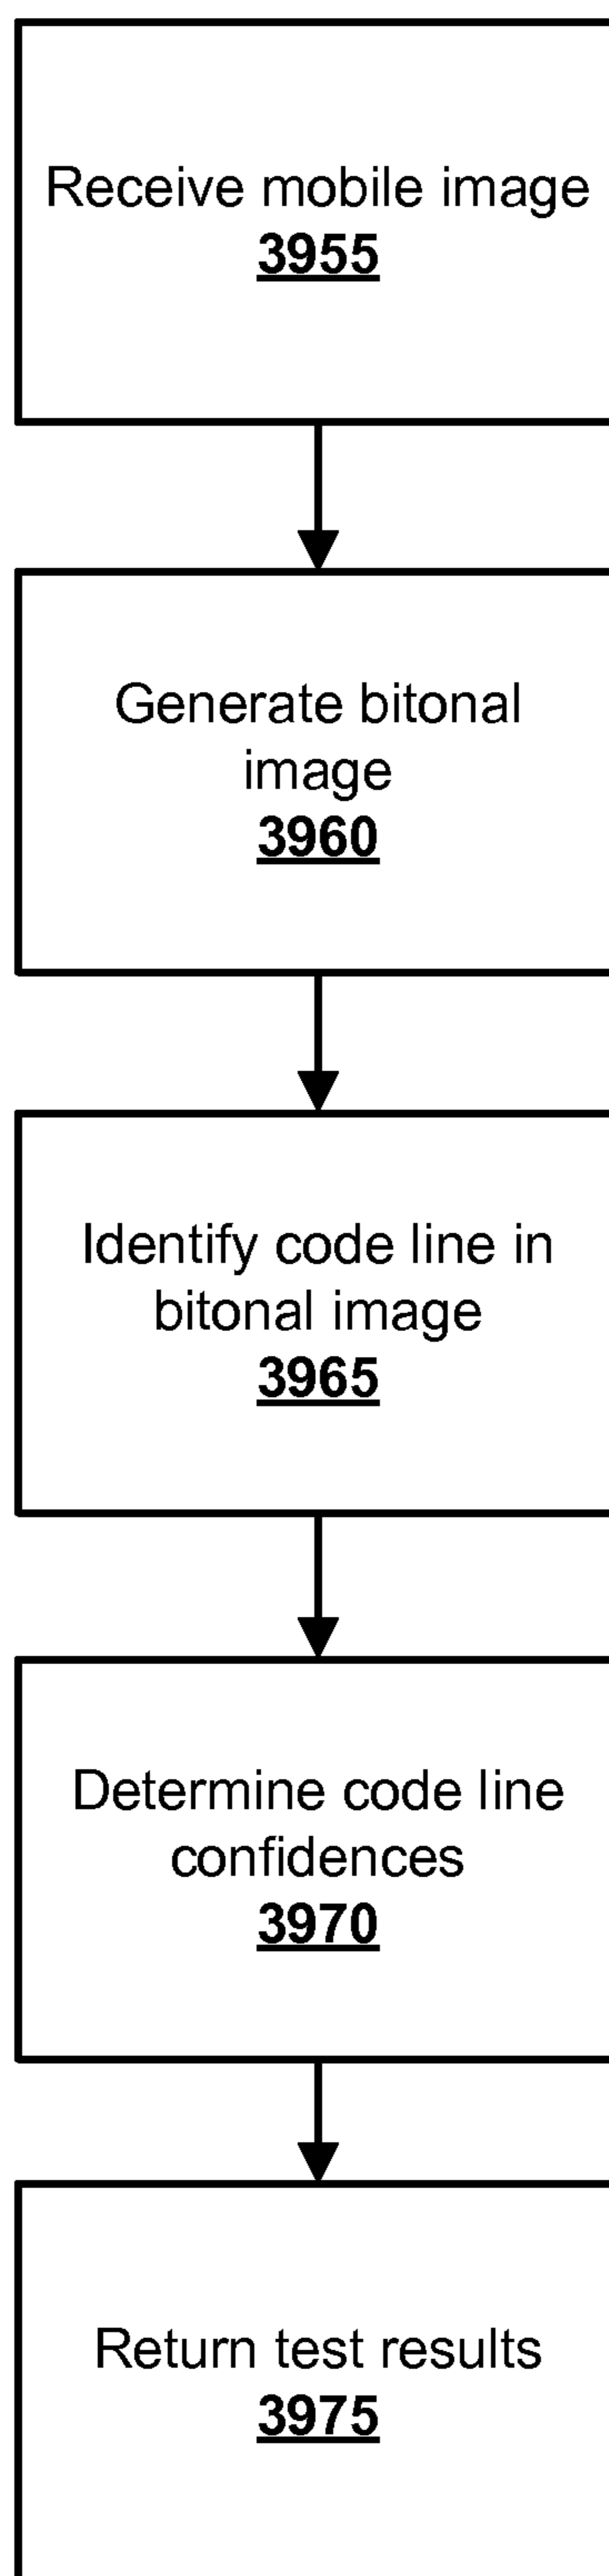 Receive mobile image
3955
Generate bitonal
image
3960
Identify code line in
bitonal image
3965
Determine code line
confidences
3970
Return test results
3975